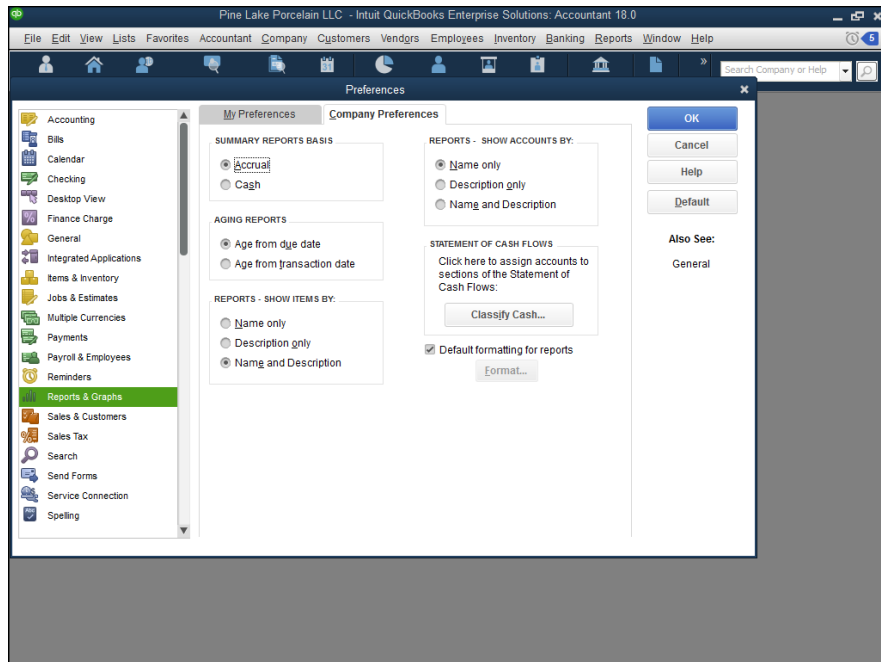 Pine Lake Porcelain LLC - Intuit QuickBooks Enterprise Solutions: Accountant 18.0
File Edit View Lists Favorites Accountant Company Customers Vendors Employees Inventory Banking Reports Window Help
5
31
»
Search Company or Help
Preferences
Accounting
Bills
Calendar
Checking
Desktop View
Finance Charge
General
Integrated Applications
Items & Inventory
Jobs & Estimates
Multiple Currencies
Payments
Payroll & Employees
Reminders
Reports & Graphs
Sales & Customers
Sales Tax
Search
Send Forms
Service Connection
Spelling
My Preferences
Company Preferences
SUMMARY REPORTS BASIS
Accrual
Cash
AGING REPORTS
Age from due date
Age from transaction date
REPORTS - SHOW ITEMS BY:
Name only
Description only
Name and Description
REPORTS - SHOW ACCOUNTS BY:
Name only
Description only
Name and Description
STATEMENT OF CASH FLOWS
Click here to assign accounts to
sections of the Statement of
Cash Flows:
Classify Cash...
Default formatting for reports
Format...
OK
Cancel
Help
Default
Also See:
General